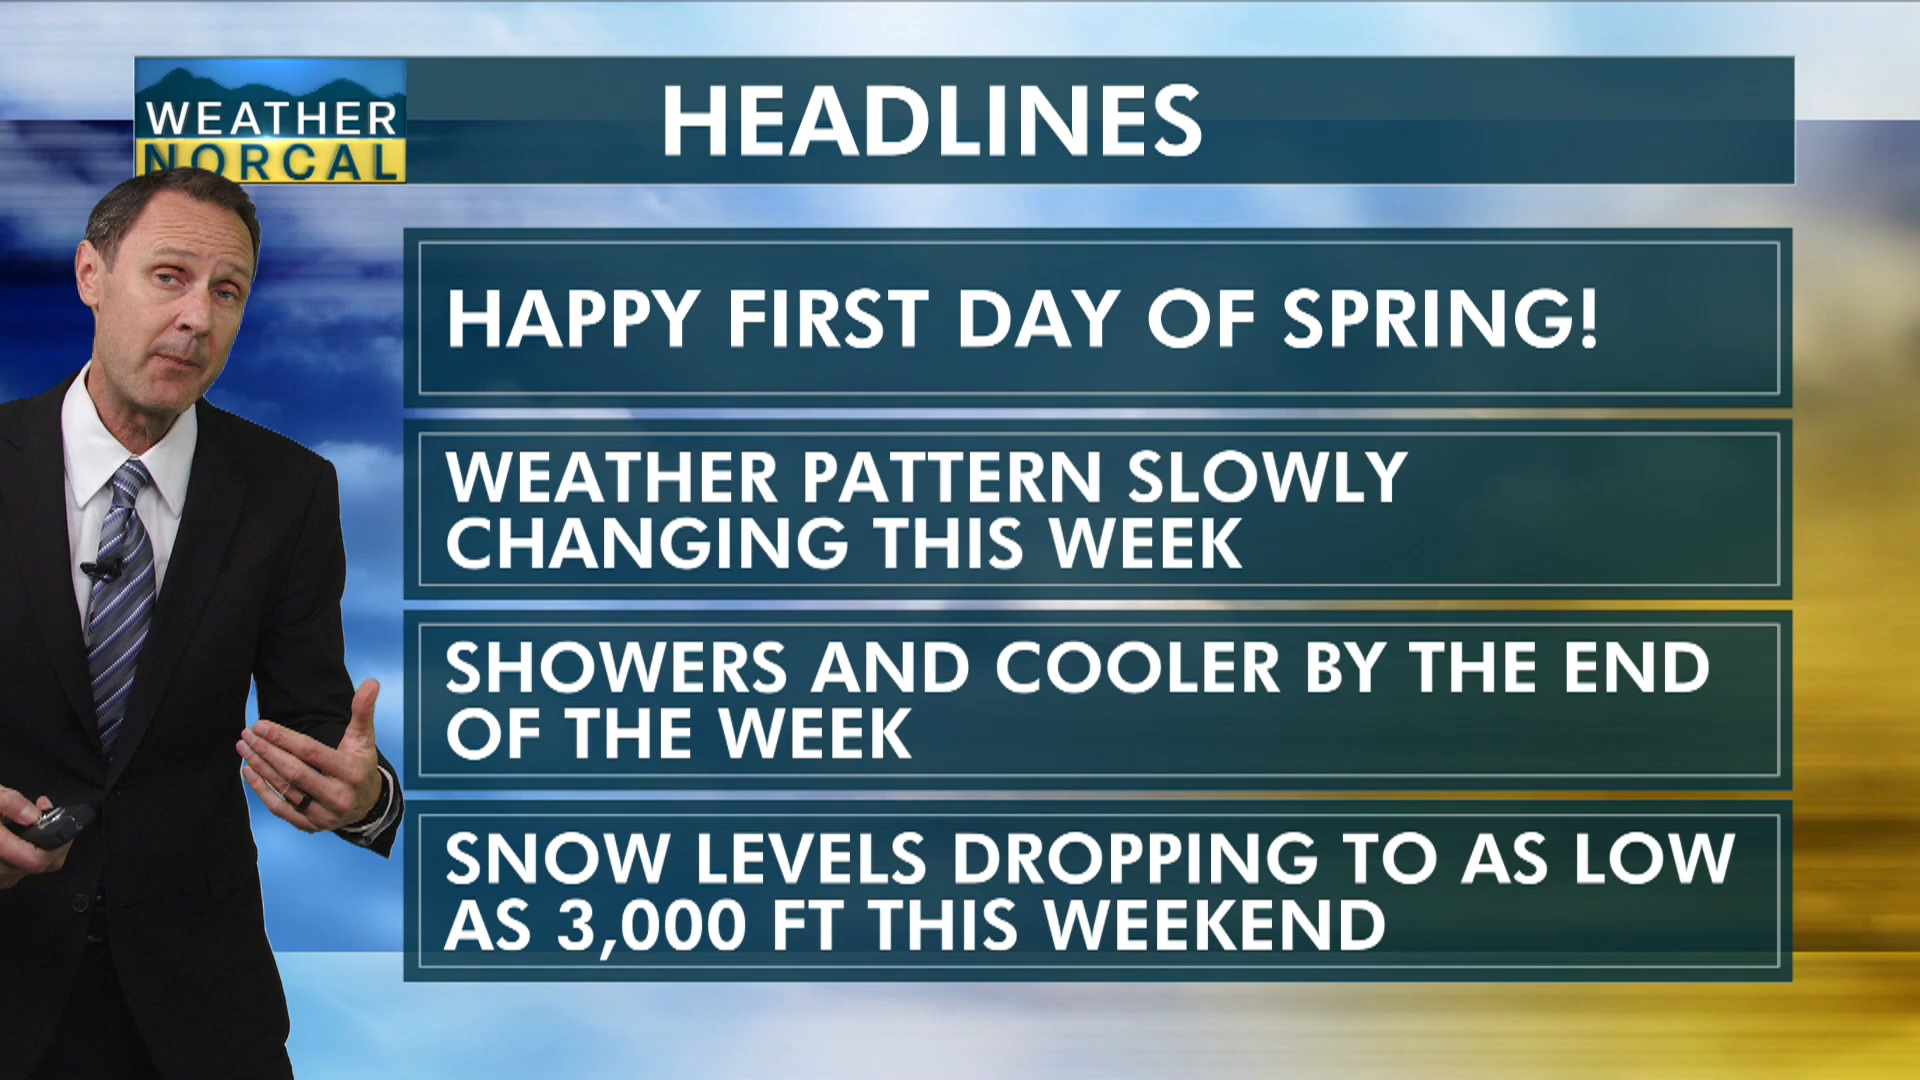 WEATHER
NORCAL
HEADLINES
HAPPY FIRST DAY OF SPRING!
WEATHER PATTERN SLOWLY
CHANGING THIS WEEK
SHOWERS AND COOLER BY THE END
OF THE WEEK
SNOW LEVELS DROPPING TO AS LOW
AS 3,000 FT THIS WEEKEND